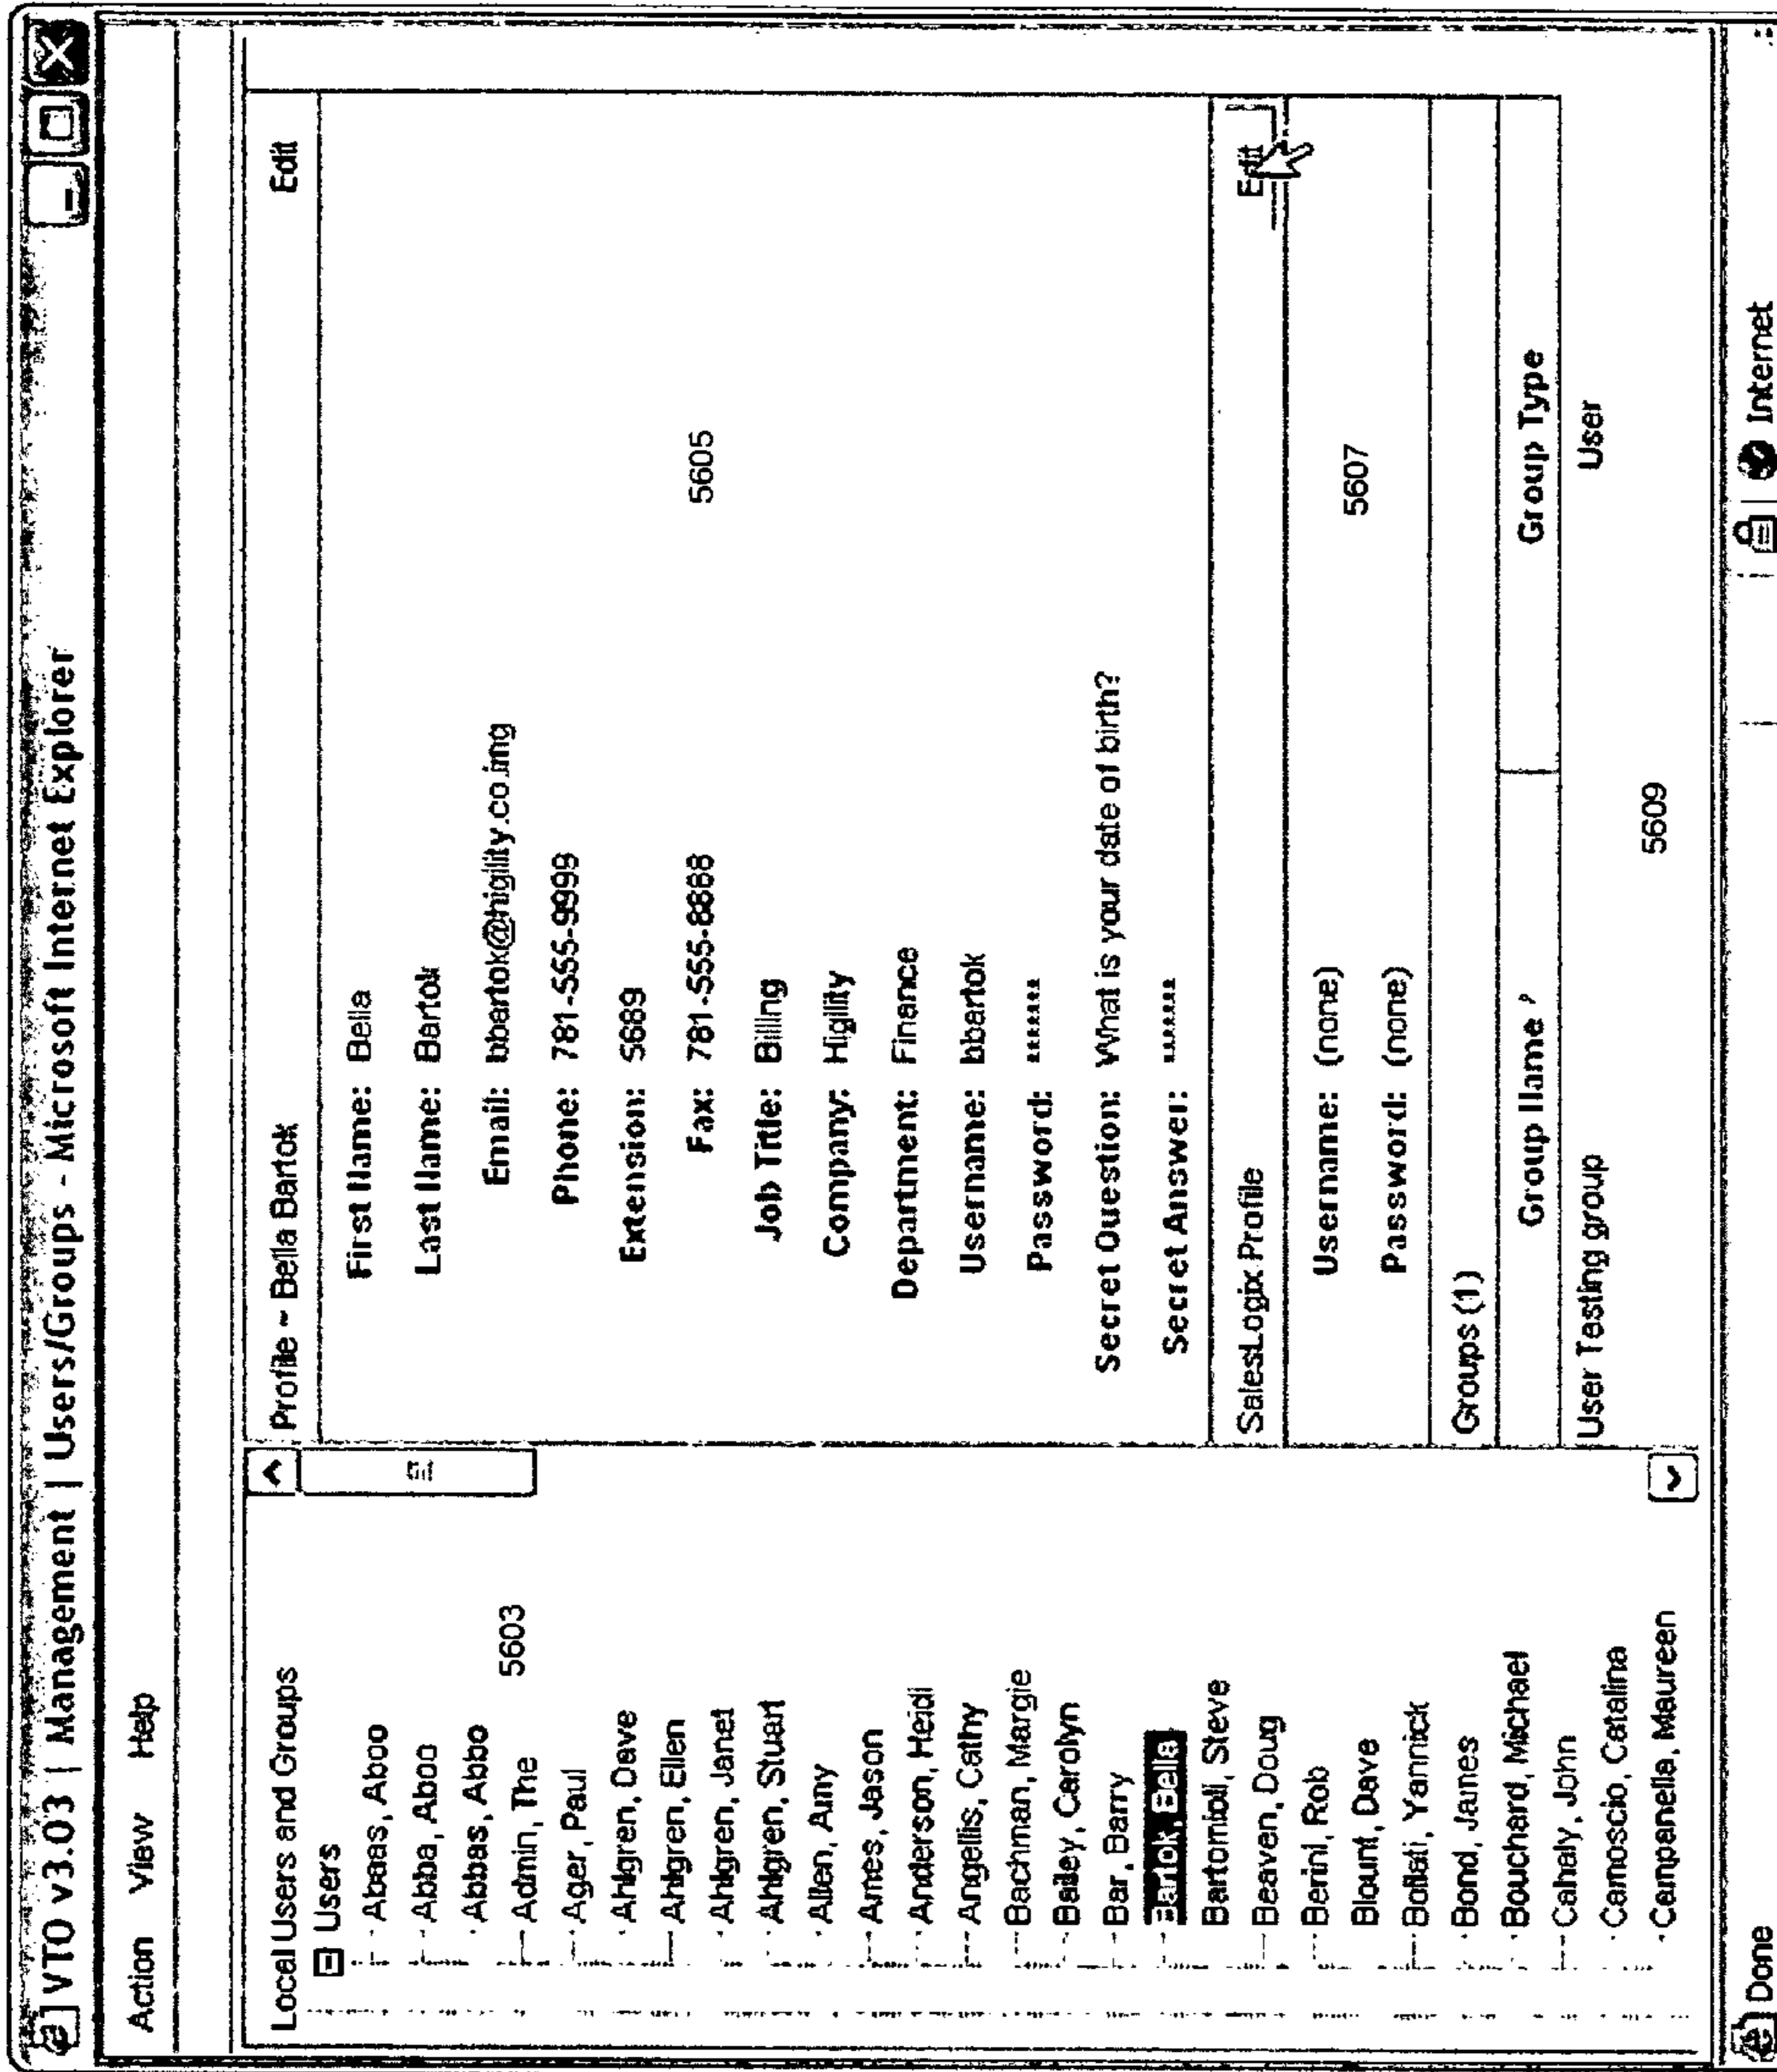 VTO v3.03 | Management | Users/Groups - Microsoft Internet Explorer
Action View Help
Local Users and Groups
Users
Abaas, Aboo
Abba, Aboo
Abbas, Abbo
Admin, The
5603
Ager, Paul
Ahlgren, Dave
Ahlgren, Ellen
Ahlgren, Janet
Ahlgren, Stuart
Allen, Amy
Ames, Jason
Anderson, Heidi
Angellis, Cathy
Bachman, Margie
Bailey, Carolyn
Bar, Barry
Bartok, Bella
Bartomioli, Steve
Beaven, Doug
Bernini, Rob
Blount, Dave
Boffati, Yannick
Bond, James
Bouchard, Michael
Cahaly, John
Camoscio, Catalina
Campanella, Maureen
Profile ~ Bella Bartok Edit
First Name: Bella
Last Name: Bartok
Email: bbartok@higility.co.img
Phone: 781-555-9999
Extension: 5689
Fax: 781-555-8888
5605
Job Title: Billing
Company: Higility
Department: Finance
Username: bbartok
Password: ******
Secret Question: What is your date of birth?
Secret Answer: ******
SalesLogix Profile Edit
Username: (none)
5607
Password: (none)
Groups (1)
Group Name Group Type
User Testing group User
5609
Done Internet